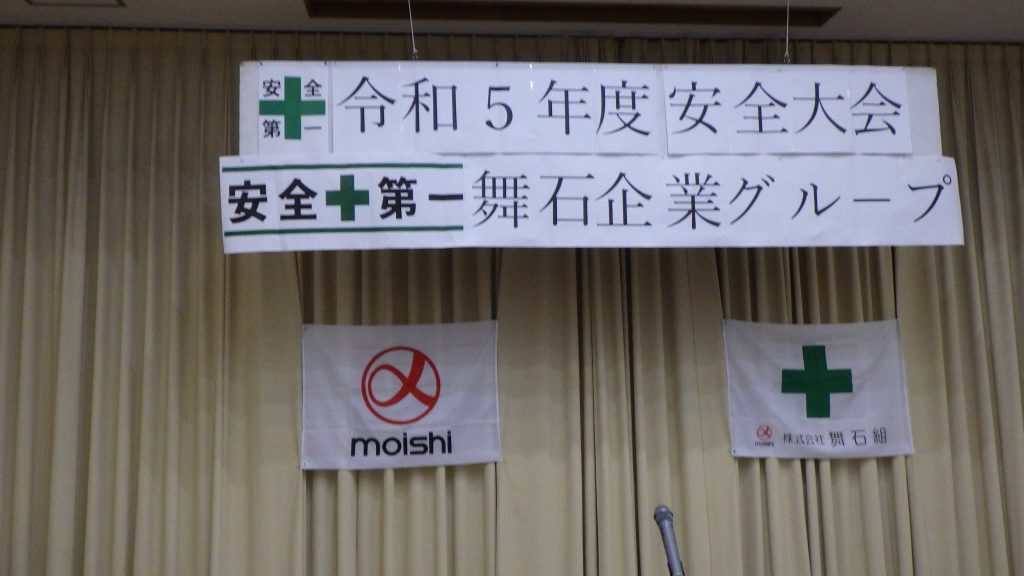 安全
第一
令和5年度 安全大会
安全第一 舞石企業グループ
moishi
moishi 株式会社 舞石組